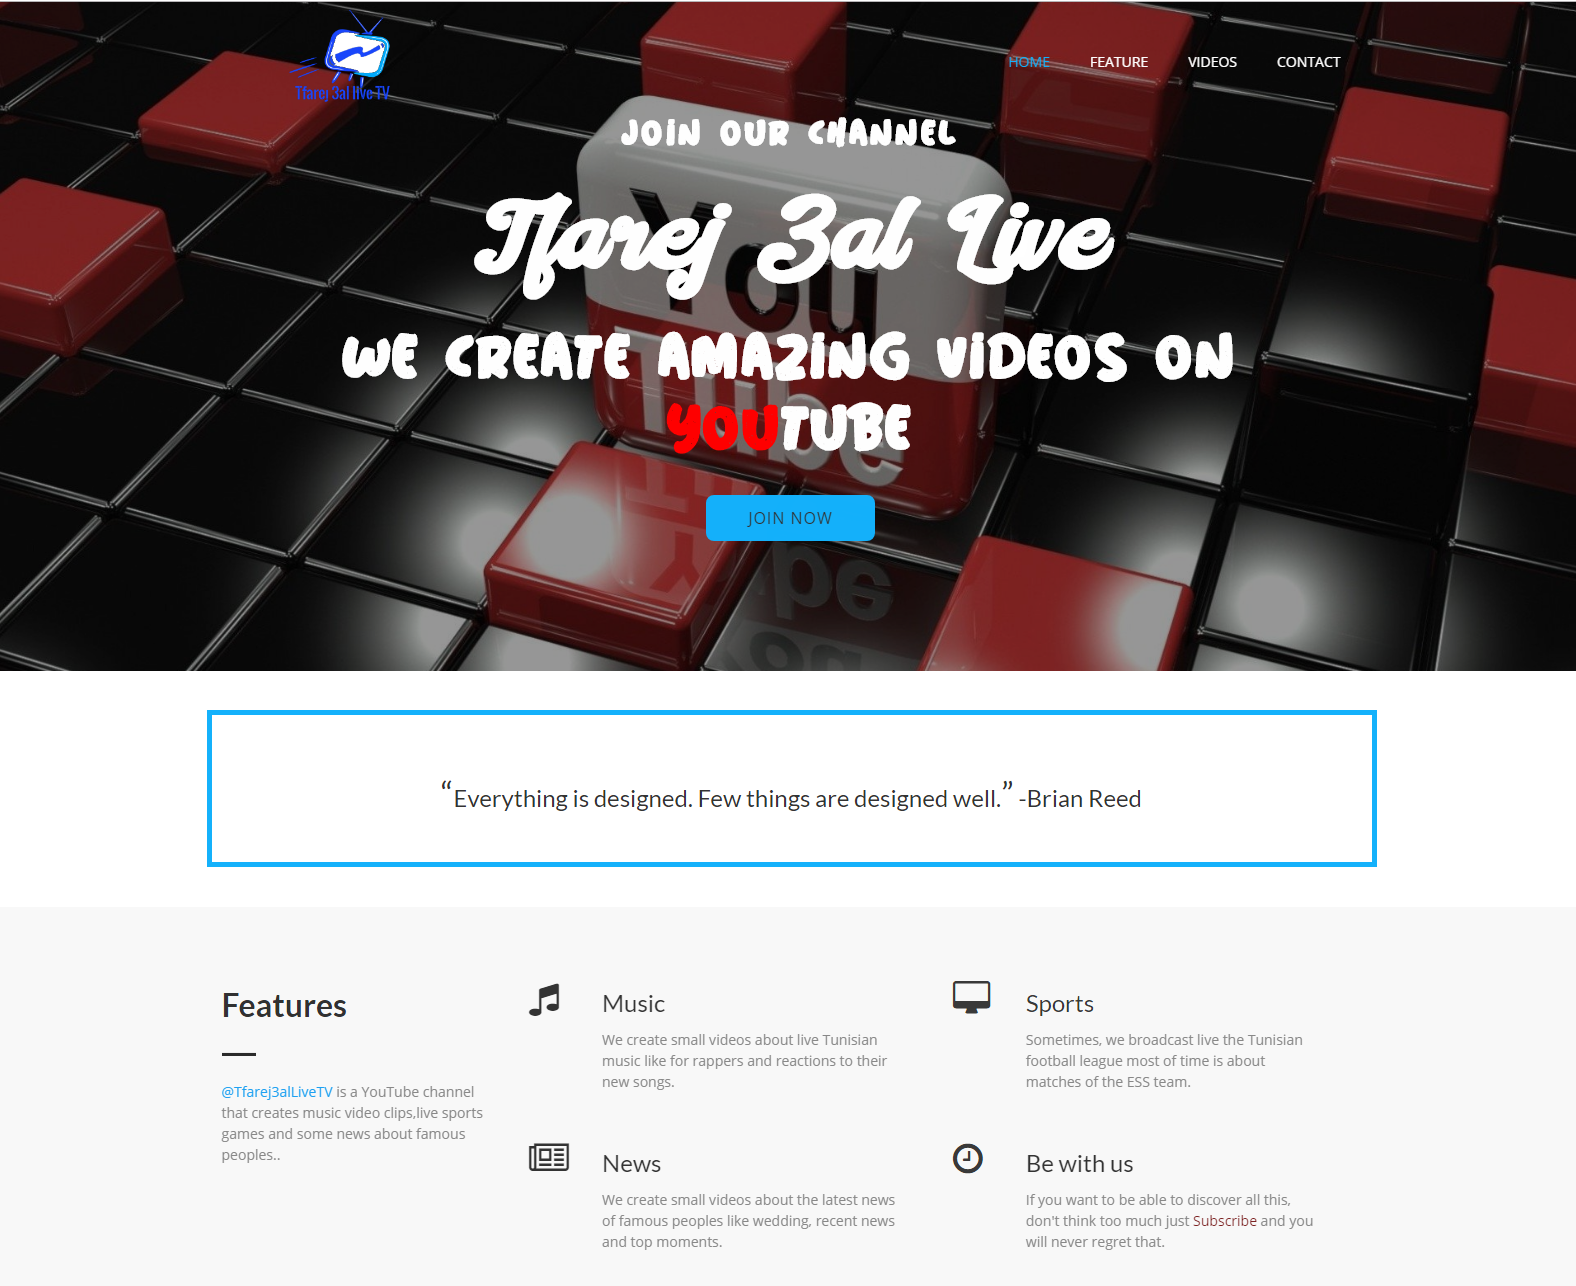 Tfarej 3al live TV
HOME FEATURE VIDEOS CONTACT
JOIN OUR CHANNEL
Tfarej 3al Live
WE CREATE AMAZING VIDEOS ON
YOUTUBE
You
Tube
JOIN NOW
“Everything is designed. Few things are designed well.” -Brian Reed
Features
@Tfarej3alLiveTV is a YouTube channel
that creates music video clips,live sports
games and some news about famous
peoples..
Music
We create small videos about live Tunisian
music like for rappers and reactions to their
new songs.
Sports
Sometimes, we broadcast live the Tunisian
football league most of time is about
matches of the ESS team.
News
We create small videos about the latest news
of famous peoples like wedding, recent news
and top moments.
Be with us
If you want to be able to discover all this,
don't think too much just Subscribe and you
will never regret that.